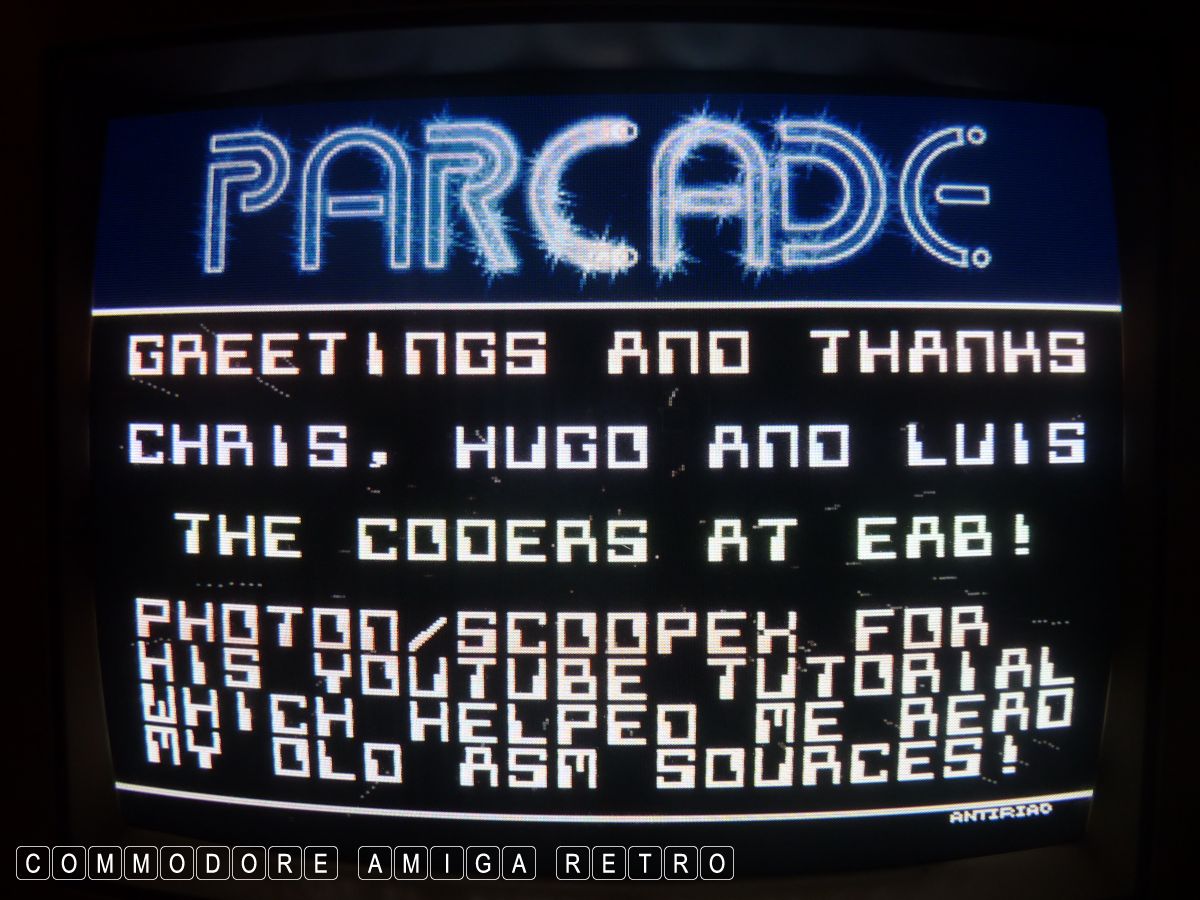 PARCADE
GREETINGS AND THANKS
CHRIS, HUGO AND LUIS
THE CODERS AT EAB!
PHOTON/SCOOPEX FOR
HIS YOUTUBE TUTORIAL
WHICH HELPED ME READ
MY OLD ASM SOURCES!
ANTIRIAD
COMMODORE AMIGA RETRO